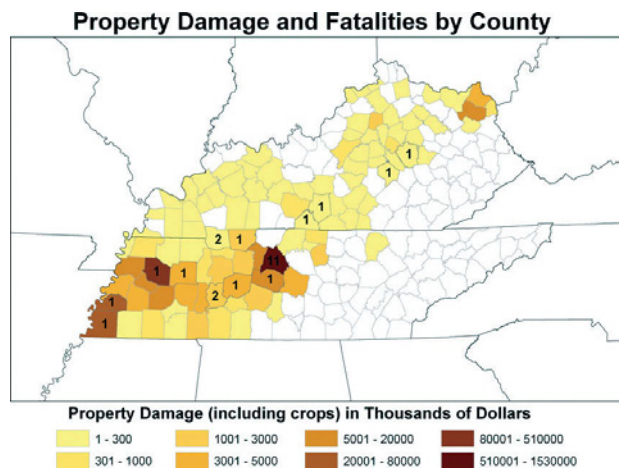 Property Damage and Fatalities by County
1
1
1
1
1
2
1
11
1
1
1
1
2
1
1
Property Damage (including crops) in Thousands of Dollars
1 - 300
1001 - 3000
5001 - 20000
80001 - 510000
301 - 1000
3001 - 5000
20001 - 80000
510001 - 1530000